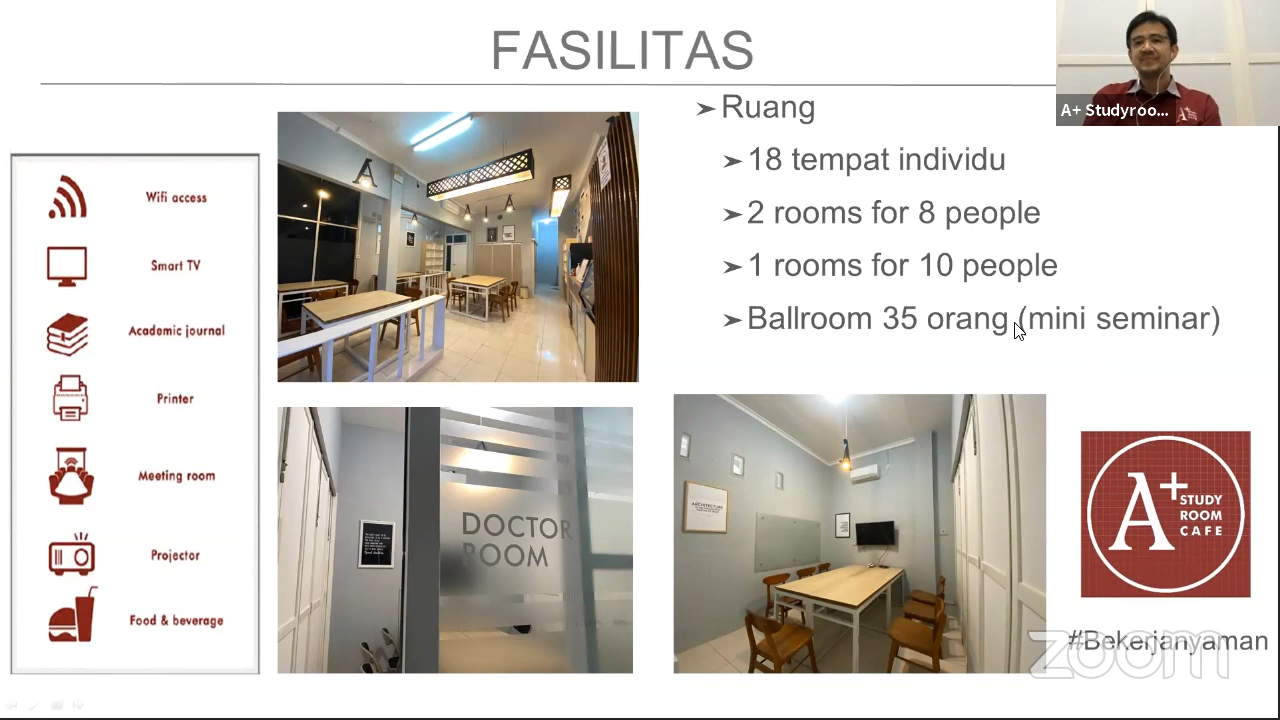 FASILITAS
A+ Studyroo...
Wifi access
Smart TV
Academic journal
Printer
Meeting room
Projector
Food & beverage
A
DOCTOR
ROOM
➢Ruang
➢18 tempat individu
➢2 rooms for 8 people
➢1 rooms for 10 people
➢Ballroom 35 orang (mini seminar)
ARCHITECTURE
A+ STUDY
ROOM
CAFE
#Bekerjanyaman
zoom